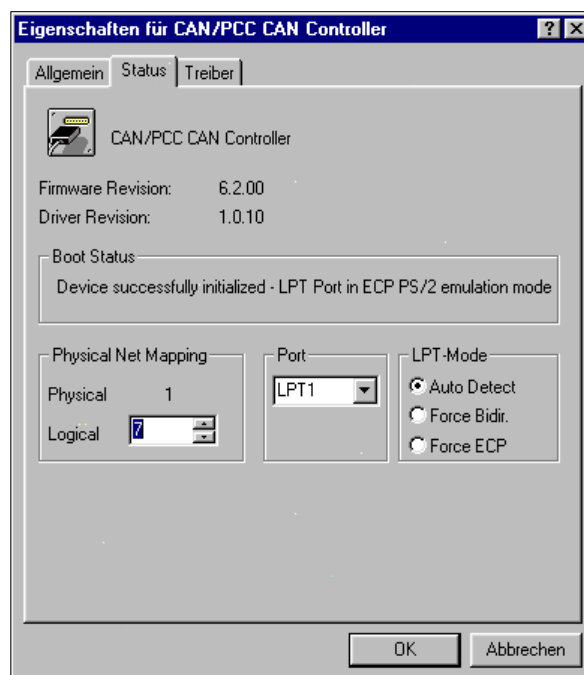 Eigenschaften für CAN/PCC CAN Controller
Allgemein Status Treiber
CAN/PCC CAN Controller
Firmware Revision: 6.2.00
Driver Revision: 1.0.10
Boot Status
Device successfully initialized - LPT Port in ECP PS/2 emulation mode
Physical Net Mapping
Physical 1
Logical 7
Port
LPT1
LPT-Mode
Auto Detect
Force Bidir.
Force ECP
OK Abbrechen